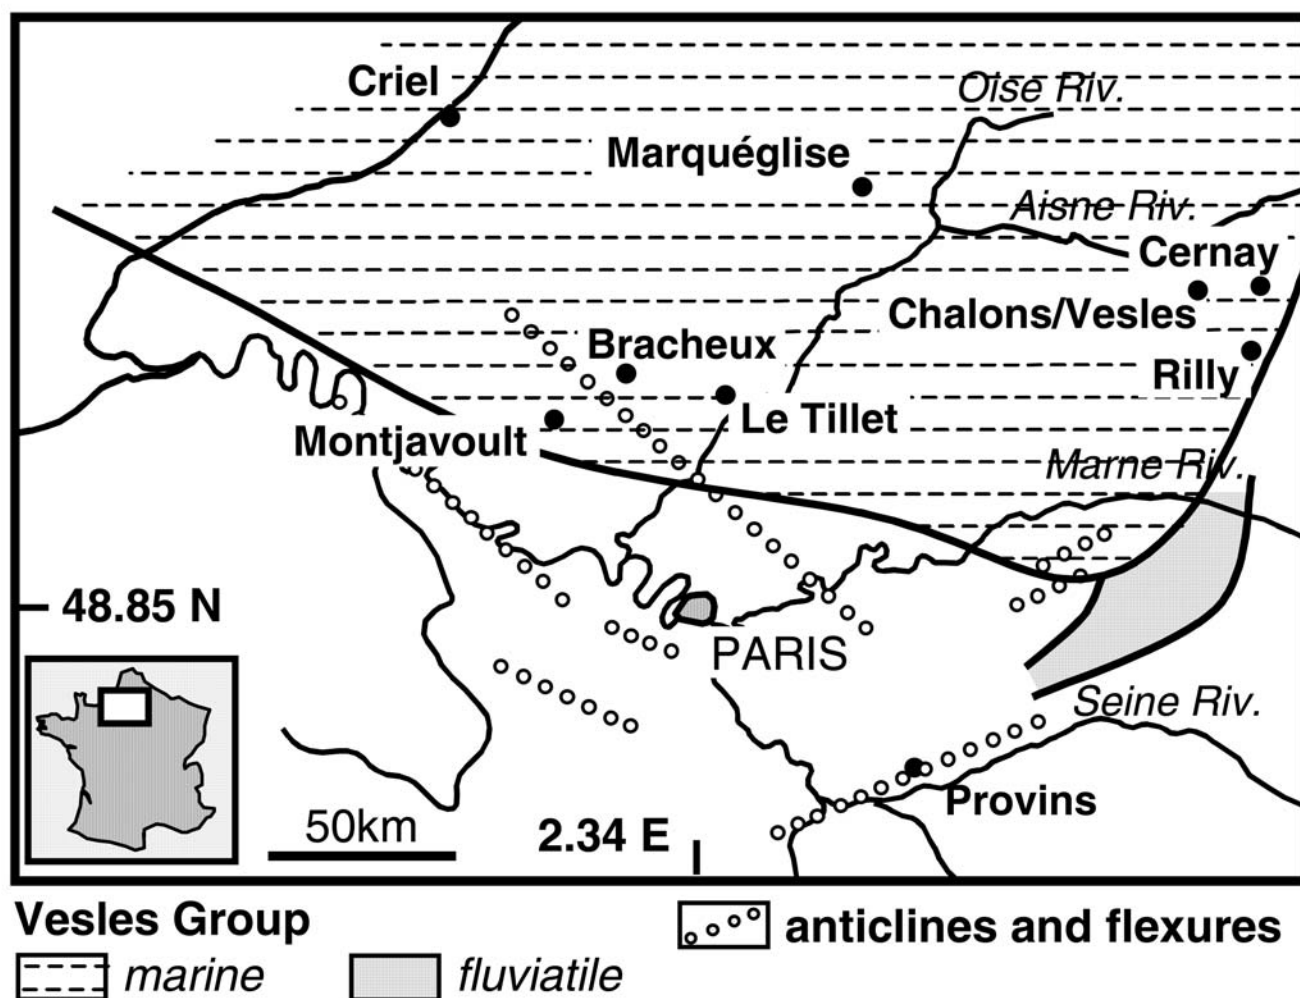 Criel
Oise Riv.
Marquéglise
Aisne Riv.
Cernay
Chalons/Vesles
Bracheux
Rilly
Le Tillet
Montjavoult
Marne Riv.
48.85 N
PARIS
Seine Riv.
Provins
50km
2.34 E
Vesles Group
anticlines and flexures
marine
fluviatile